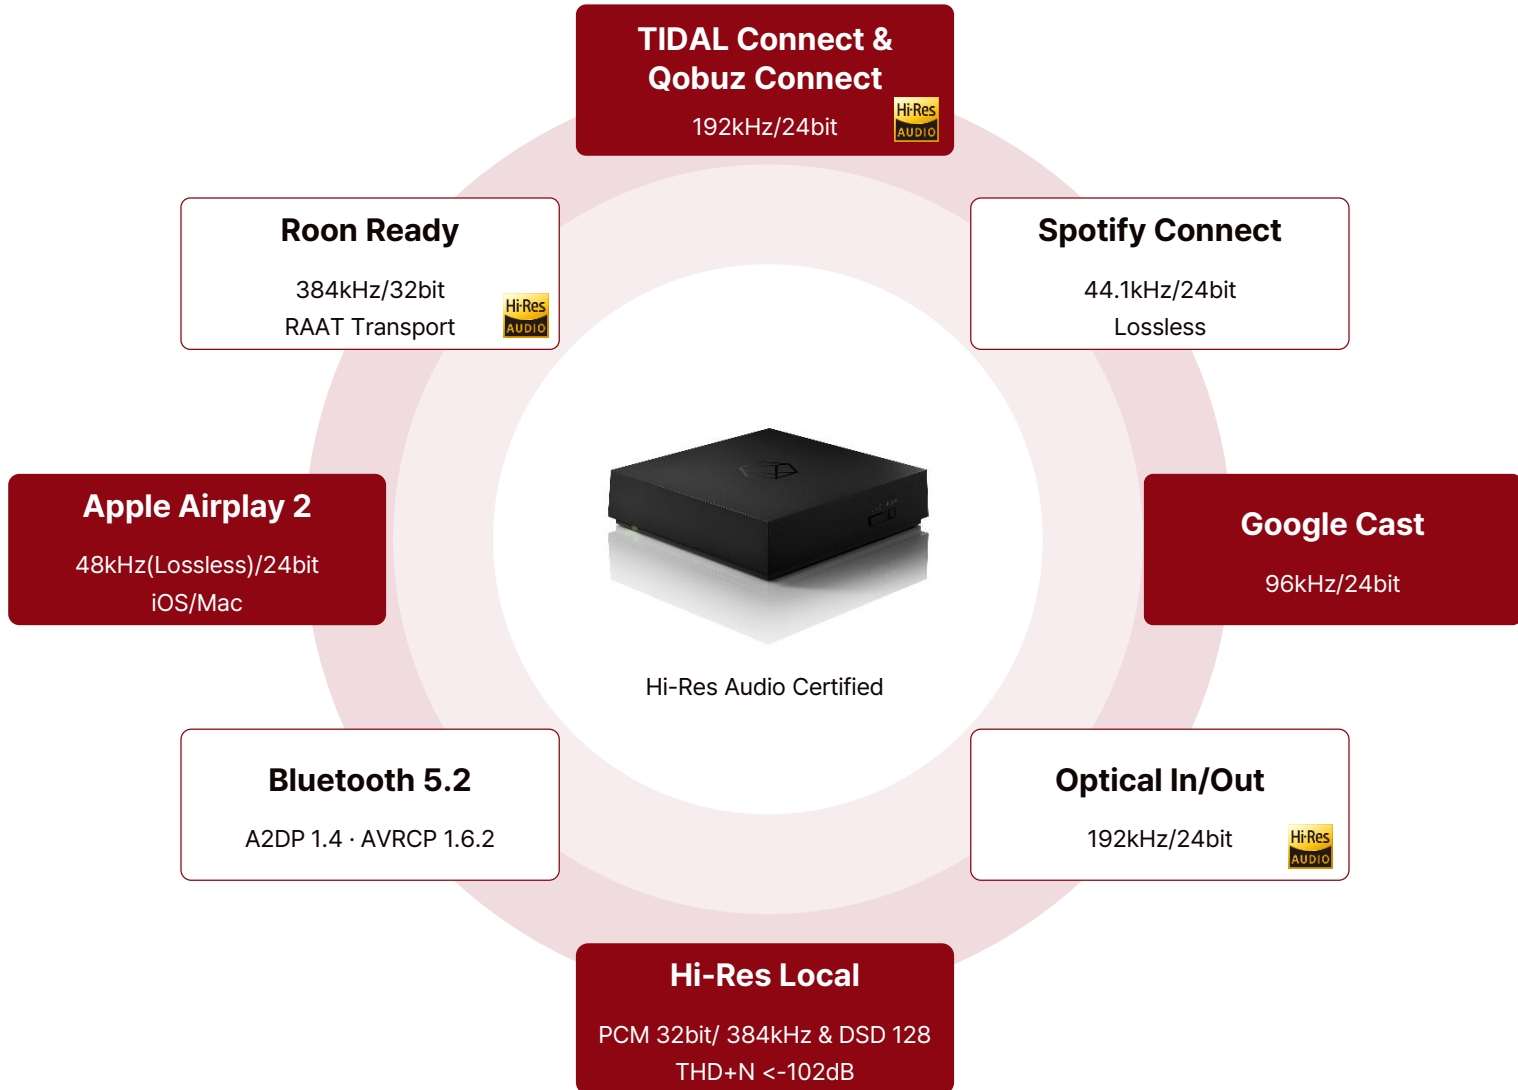 TIDAL Connect &
Qobuz Connect
192kHz/24bit
Hi-Res
AUDIO
Roon Ready
384kHz/32bit
RAAT Transport
Hi-Res
AUDIO
Spotify Connect
44.1kHz/24bit
Lossless
Apple Airplay 2
48kHz(Lossless)/24bit
iOS/Mac
Google Cast
96kHz/24bit
Hi-Res Audio Certified
Bluetooth 5.2
A2DP 1.4 · AVRCP 1.6.2
Optical In/Out
192kHz/24bit
Hi-Res
AUDIO
Hi-Res Local
PCM 32bit/ 384kHz & DSD 128
THD+N <-102dB